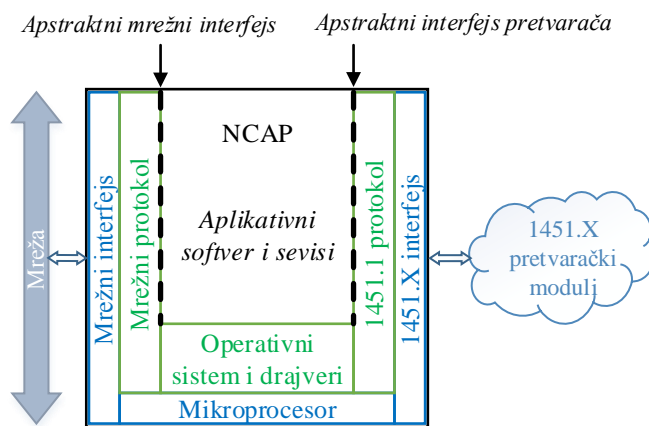 Apstraktni mrežni interfejs
Apstraktni interfejs pretvarača
Mreža
Mrežni interfejs
Mrežni protokol
NCAP
Aplikativni
softver i sevisi
1451.1 protokol
1451.X interfejs
1451.X
pretvarački
moduli
Operativni
sistem i drajveri
Mikroprocesor